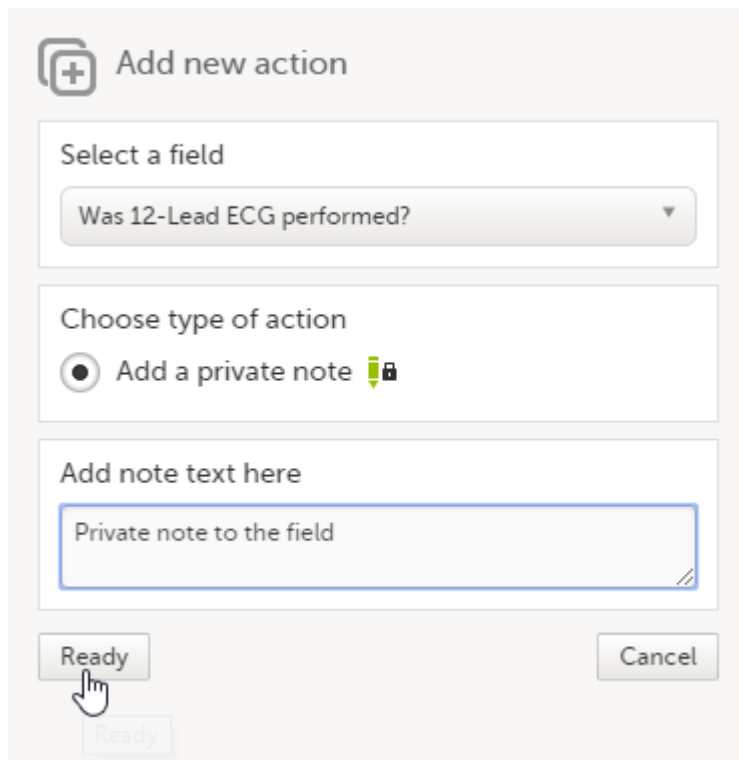 Add new action
Select a field
Was 12-Lead ECG performed?
Choose type of action
Add a private note
Add note text here
Private note to the field
Ready
Cancel
Ready